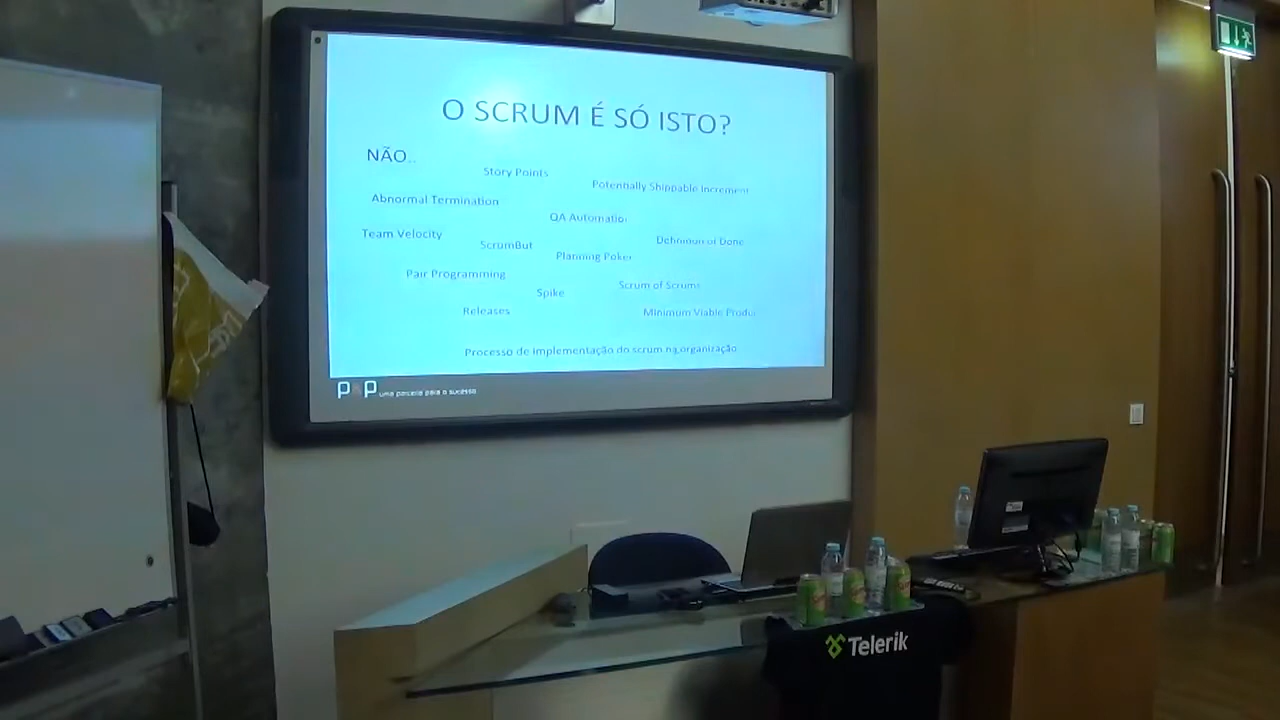 O SCRUM É SÓ ISTO?
NÃO..
Story Points
Potentially Shippable Increment
Abnormal Termination
QA Automation
Team Velocity
Definition of Done
ScrumBut
Planning Poker
Pair Programming
Scrum of Scrums
Spike
Releases
Minimum Viable Produ
Processo de implementação do scrum na organização
PKP uma parceria para o sucesso
Telerik